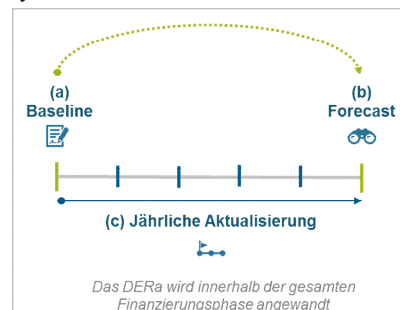 (a)
Baseline
(b)
Forecast
(c) Jährliche Aktualisierung
Das DERa wird innerhalb der gesamten
Finanzierungsphase angewandt